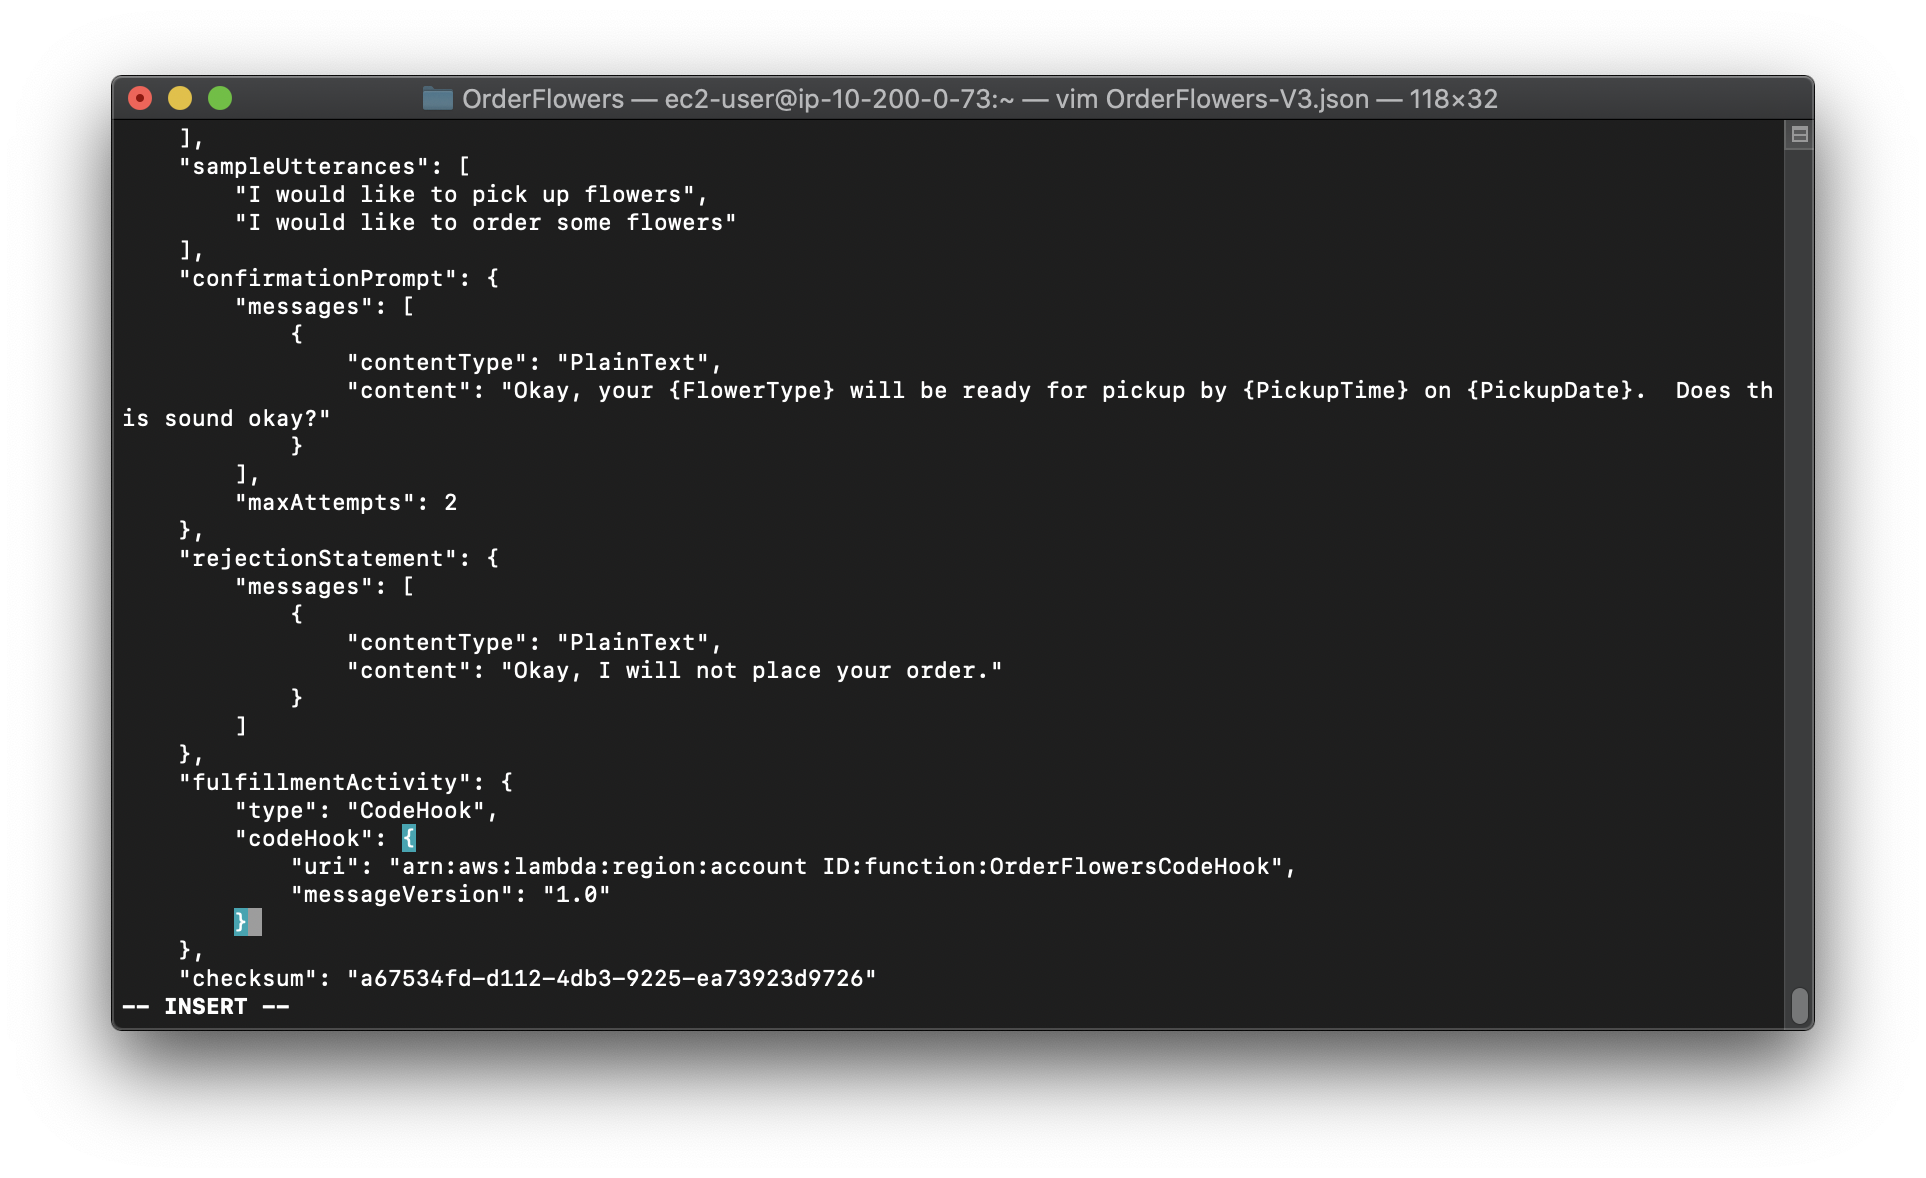 OrderFlowers — ec2-user@ip-10-200-0-73:~ — vim OrderFlowers-V3.json — 118×32
    ],
    "sampleUtterances": [
        "I would like to pick up flowers",
        "I would like to order some flowers"
    ],
    "confirmationPrompt": {
        "messages": [
            {
                "contentType": "PlainText",
                "content": "Okay, your {FlowerType} will be ready for pickup by {PickupTime} on {PickupDate}.  Does th
is sound okay?"
            }
        ],
        "maxAttempts": 2
    },
    "rejectionStatement": {
        "messages": [
            {
                "contentType": "PlainText",
                "content": "Okay, I will not place your order."
            }
        ]
    },
    "fulfillmentActivity": {
        "type": "CodeHook",
        "codeHook": {
            "uri": "arn:aws:lambda:region:account ID:function:OrderFlowersCodeHook",
            "messageVersion": "1.0"
        }
    },
    "checksum": "a67534fd-d112-4db3-9225-ea73923d9726"
-- INSERT --